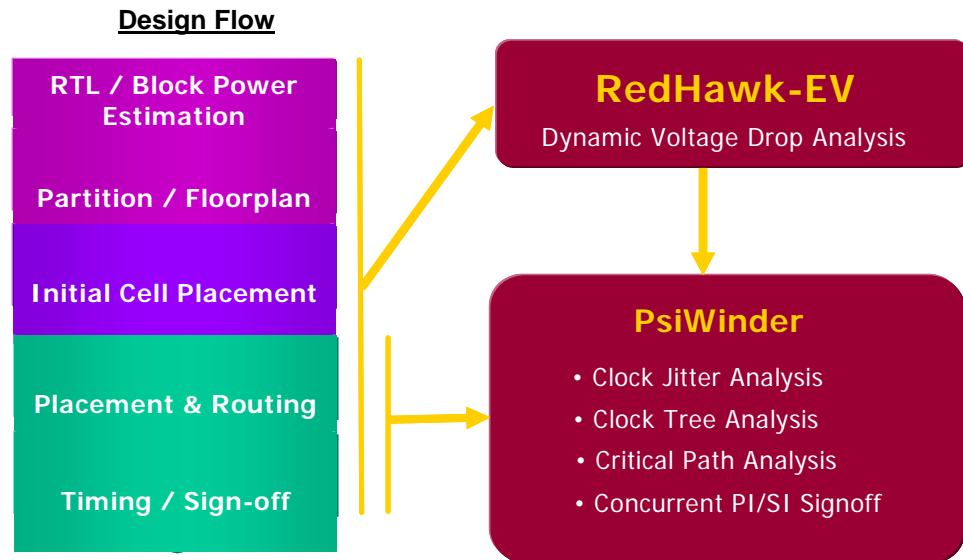 Design Flow
RTL / Block Power
Estimation
Partition / Floorplan
Initial Cell Placement
Placement & Routing
Timing / Sign-off
RedHawk-EV
Dynamic Voltage Drop Analysis
PsiWinder
• Clock Jitter Analysis
• Clock Tree Analysis
• Critical Path Analysis
• Concurrent PI/SI Signoff